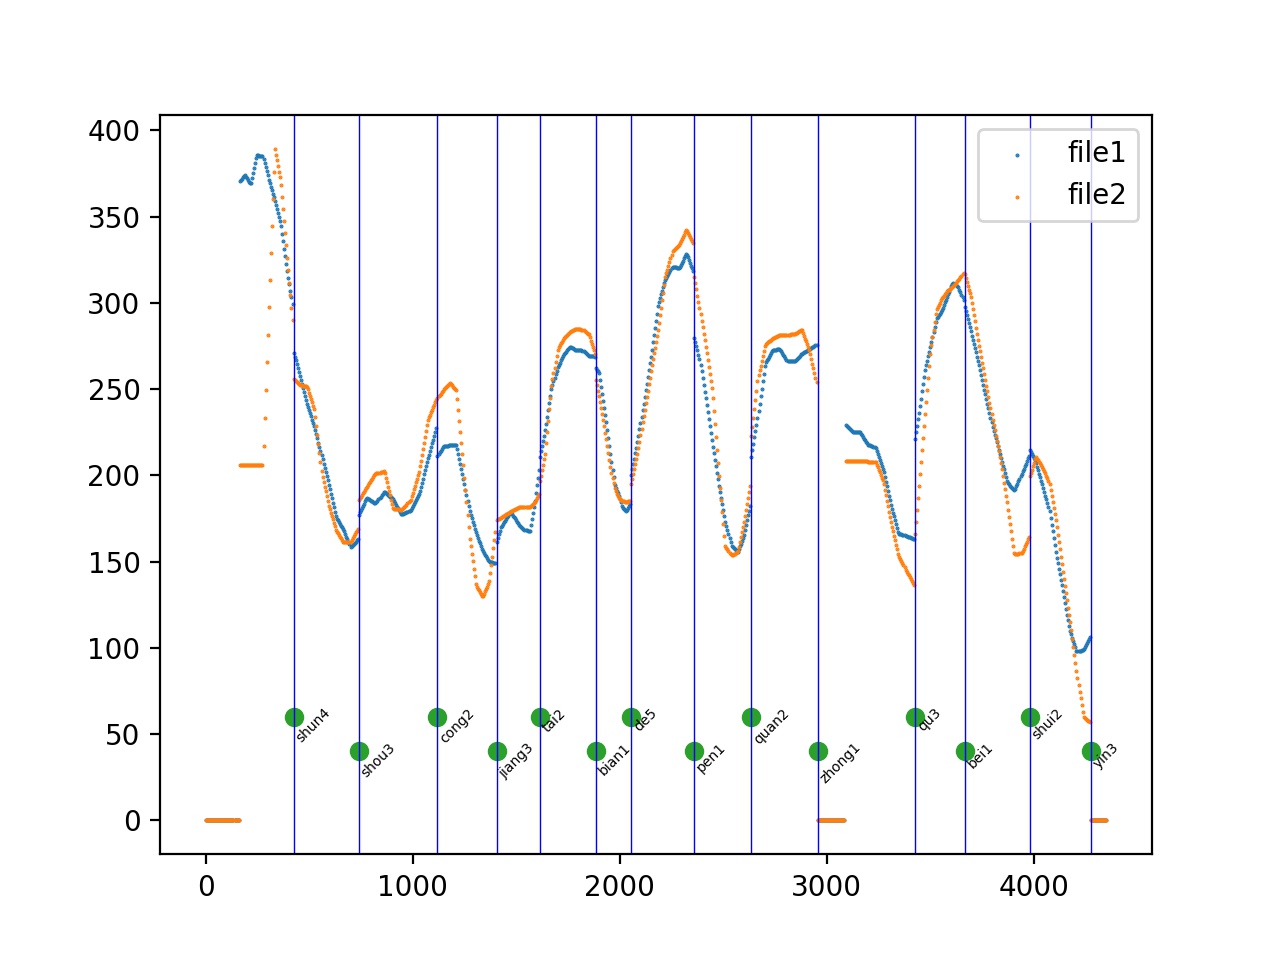 400
350
300
250
200
150
100
50
0
file1
file2
shun4
shou3
cong2
jiang3
tai2
bian1
de5
pen1
quan2
zhong1
qu3
bei1
shui2
yin3
0 1000 2000 3000 4000